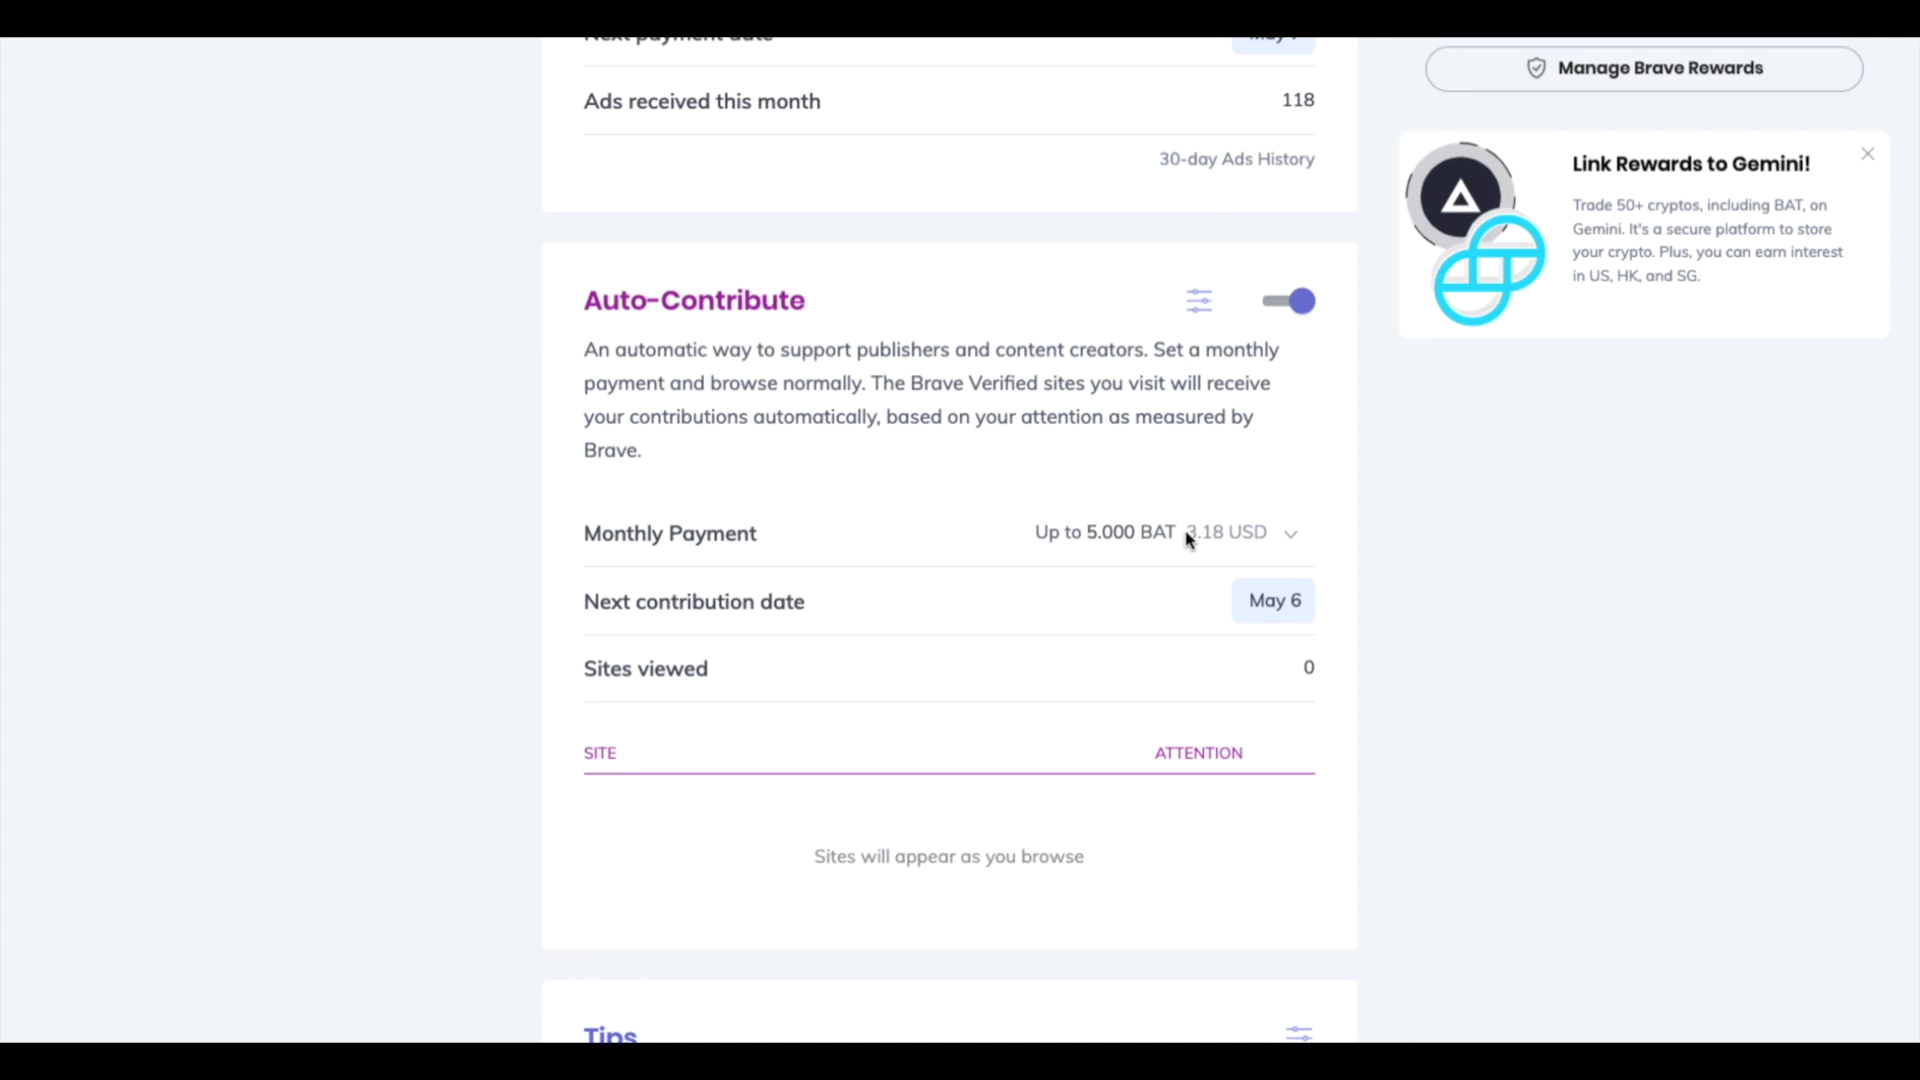 Next payment date
May
Ads received this month
118
30-day Ads History
Manage Brave Rewards
Link Rewards to Gemini!
Trade 50+ cryptos, including BAT, on
Gemini. It's a secure platform to store
your crypto. Plus, you can earn interest
in US, HK, and SG.
Auto-Contribute
An automatic way to support publishers and content creators. Set a monthly
payment and browse normally. The Brave Verified sites you visit will receive
your contributions automatically, based on your attention as measured by
Brave.
Monthly Payment
Up to 5.000 BAT 3.18 USD
Next contribution date
May 6
Sites viewed
0
SITE
ATTENTION
Sites will appear as you browse
Tips